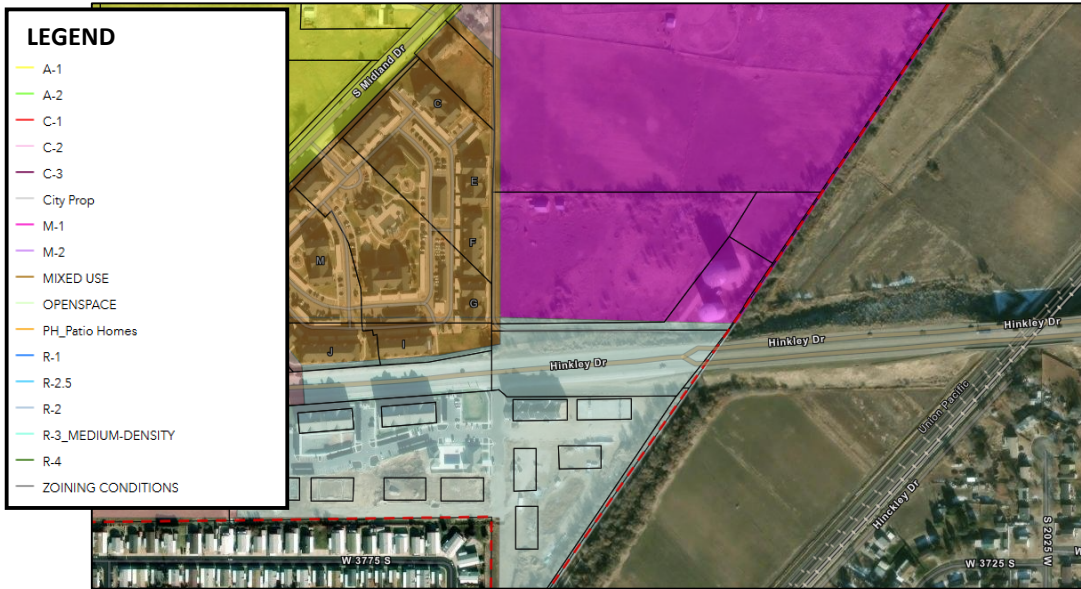 LEGEND
A-1
A-2
C-1
C-2
C-3
City Prop
M-1
M-2
MIXED USE
OPENSPACE
PH_Patio Homes
R-1
R-2.5
R-2
R-3_MEDIUM-DENSITY
R-4
ZOINING CONDITIONS
S Midland Dr
C
E
F
M
G
J
I
Hinkley Dr
Hinkley Dr
Hinkley Dr
Union Pacific
Hinckley Dr
W 3775 S
W 3725 S
S 2025 W
W